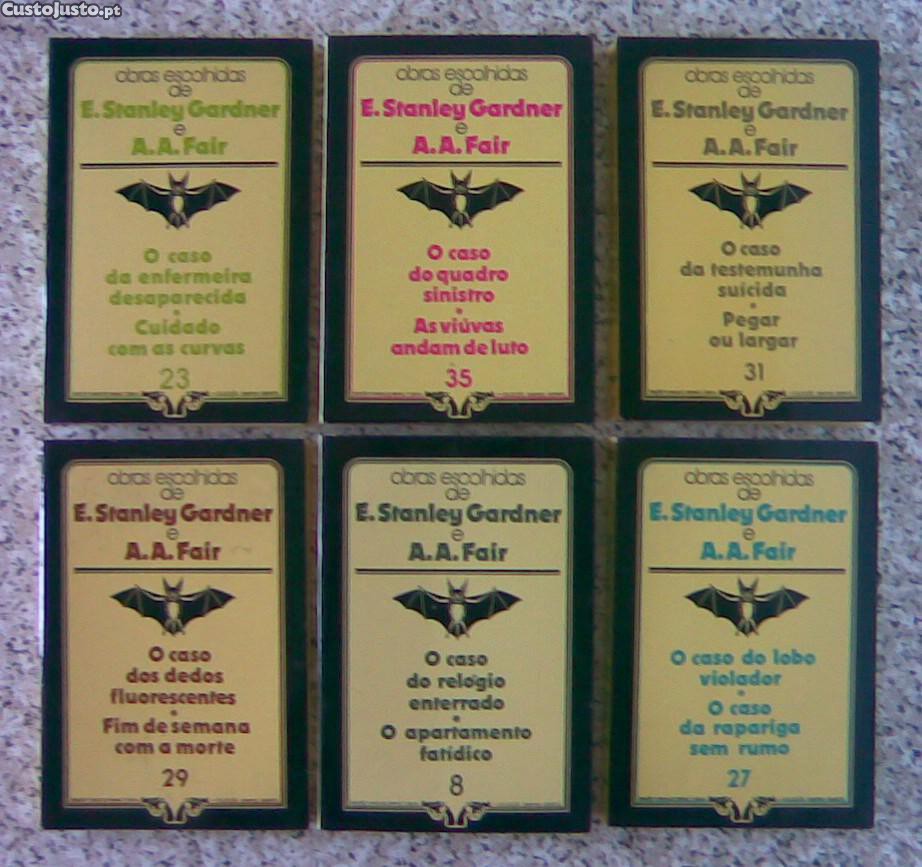 CustoJusto.pt
obras escolhidas
de
E. Stanley Gardner
e
A.A. Fair
O caso
da enfermeira
desaparecida
•
Cuidado
com as curvas
23
obras escolhidas
de
E. Stanley Gardner
e
A.A. Fair
O caso
do quadro
sinistro
•
As viúvas
andam de luto
35
obras escolhidas
de
E. Stanley Gardner
e
A.A. Fair
O caso
da testemunha
suicida
•
Pegar
ou largar
31
obras escolhidas
de
E. Stanley Gardner
e
A.A. Fair
O caso
dos dedos
fluorescentes
•
Fim de semana
com a morte
29
obras escolhidas
de
E. Stanley Gardner
e
A.A. Fair
O caso
do relógio
enterrado
•
O apartamento
fatídico
8
obras escolhidas
de
E. Stanley Gardner
e
A.A. Fair
O caso do lobo
violador
•
O caso
da rapariga
sem rumo
27